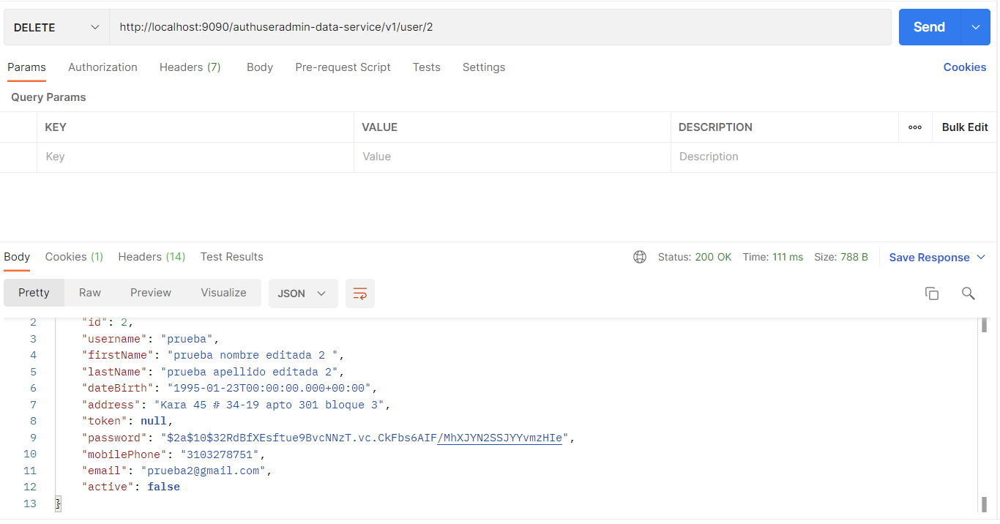 DELETE http://localhost:9090/authuseradmin-data-service/v1/user/2 Send
Params Authorization Headers (7) Body Pre-request Script Tests Settings Cookies
Query Params
KEY VALUE DESCRIPTION ooo Bulk Edit
Key Value Description
Body Cookies (1) Headers (14) Test Results Status: 200 OK Time: 111 ms Size: 788 B Save Response
Pretty Raw Preview Visualize JSON
2 "id": 2,
3 "username": "prueba",
4 "firstName": "prueba nombre editada 2 ",
5 "lastName": "prueba apellido editada 2",
6 "dateBirth": "1995-01-23T00:00:00.000+00:00",
7 "address": "Kara 45 # 34-19 apto 301 bloque 3",
8 "token": null,
9 "password": "$2a$10$32RdBfXEsftue9BvcNNzT.vc.CkFbs6AIF/MhXJYN2SSJYYvmzHIe",
10 "mobilePhone": "3103278751",
11 "email": "prueba2@gmail.com",
12 "active": false
13 }